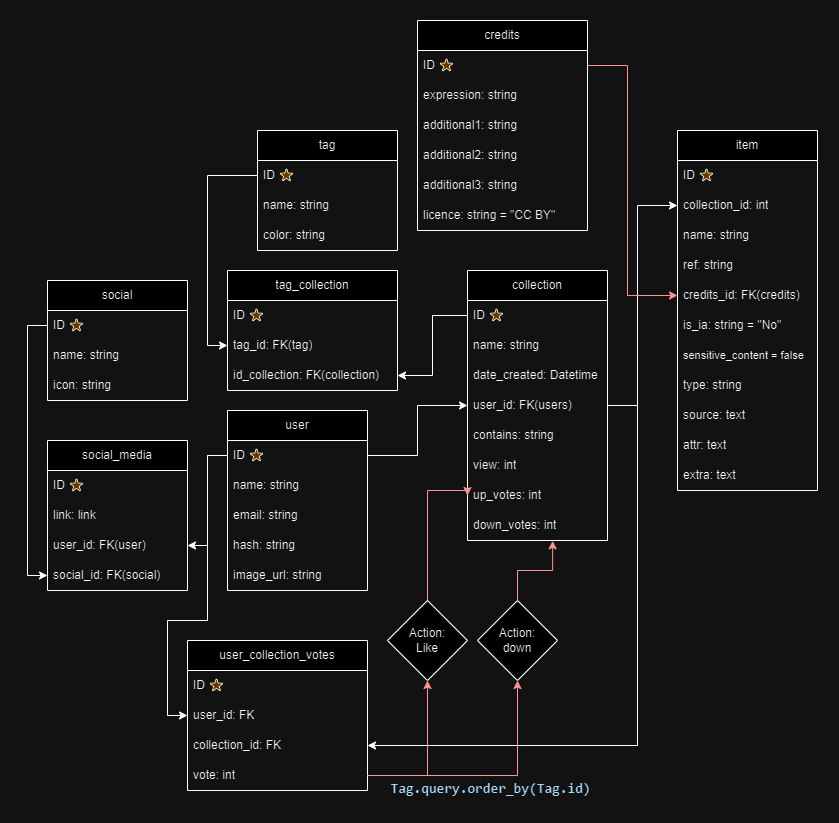 credits
ID
expression: string
additional1: string
additional2: string
additional3: string
licence: string = "CC BY"
tag
ID
name: string
color: string
item
ID
collection_id: int
name: string
ref: string
credits_id: FK(credits)
is_ia: string = "No"
sensitive_content = false
type: string
source: text
attr: text
extra: text
social
ID
name: string
icon: string
tag_collection
ID
tag_id: FK(tag)
id_collection: FK(collection)
collection
ID
name: string
date_created: Datetime
user_id: FK(users)
contains: string
view: int
up_votes: int
down_votes: int
social_media
ID
link: link
user_id: FK(user)
social_id: FK(social)
user
ID
name: string
email: string
hash: string
image_url: string
Action:
Like
Action:
down
user_collection_votes
ID
user_id: FK
collection_id: FK
vote: int
Tag.query.order_by(Tag.id)